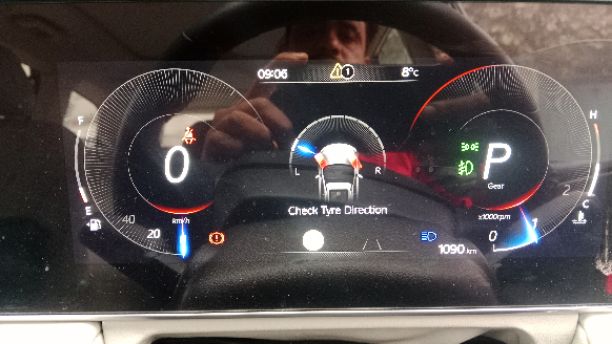 09:06 1 8°C
F H
0 P
Gear
L R
Check Tyre Direction
E C
40 2
20 km/h x1000rpm 1
0
1090 km